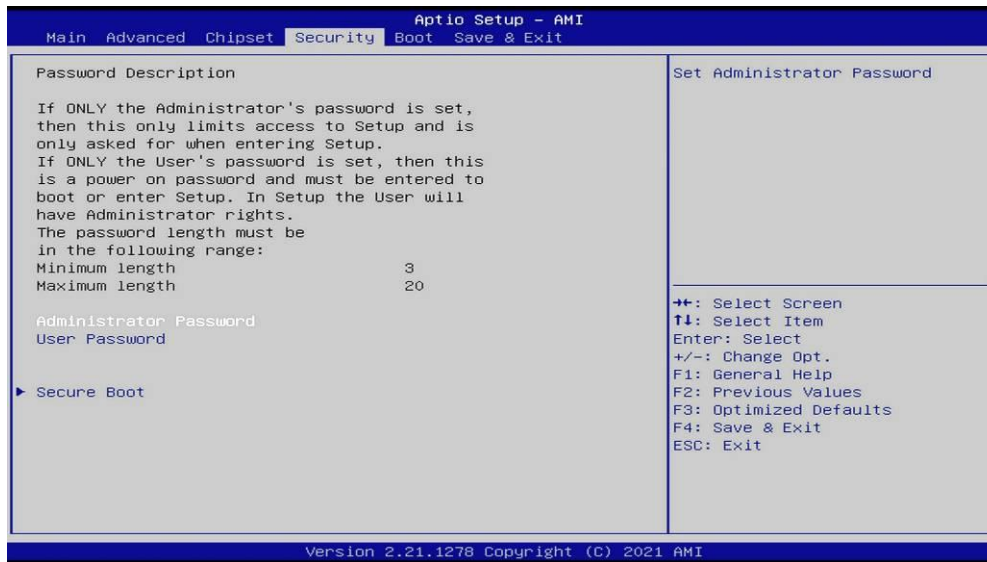 Aptio Setup – AMI
Main Advanced Chipset Security Boot Save & Exit
Password Description
If ONLY the Administrator's password is set,
then this only limits access to Setup and is
only asked for when entering Setup.
If ONLY the User's password is set, then this
is a power on password and must be entered to
boot or enter Setup. In Setup the User will
have Administrator rights.
The password length must be
in the following range:
Minimum length 3
Maximum length 20
Administrator Password
User Password
► Secure Boot
Set Administrator Password
→←: Select Screen
↑↓: Select Item
Enter: Select
+/-: Change Opt.
F1: General Help
F2: Previous Values
F3: Optimized Defaults
F4: Save & Exit
ESC: Exit
Version 2.21.1278 Copyright (C) 2021 AMI